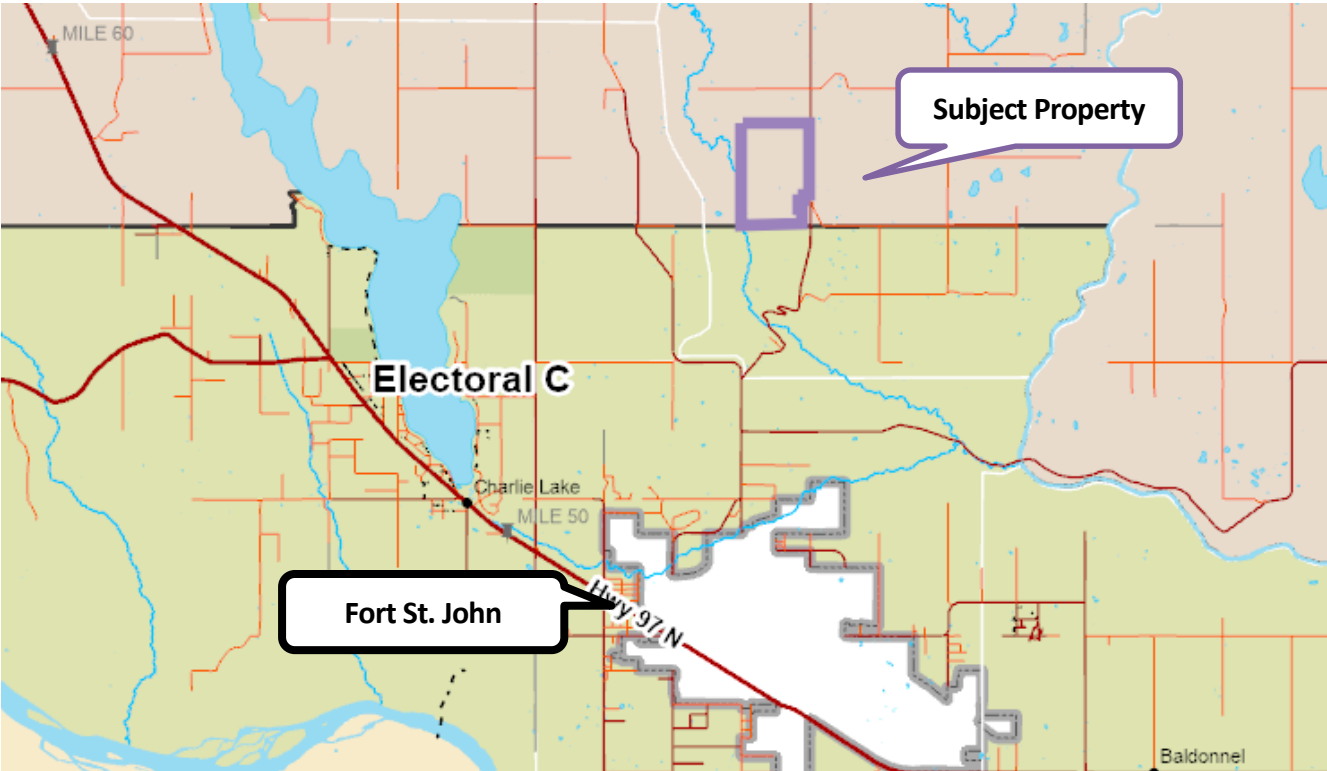 MILE 60
Subject Property
Electoral C
Charlie Lake
MILE 50
Fort St. John
Hwy 97 N
Baldonnel